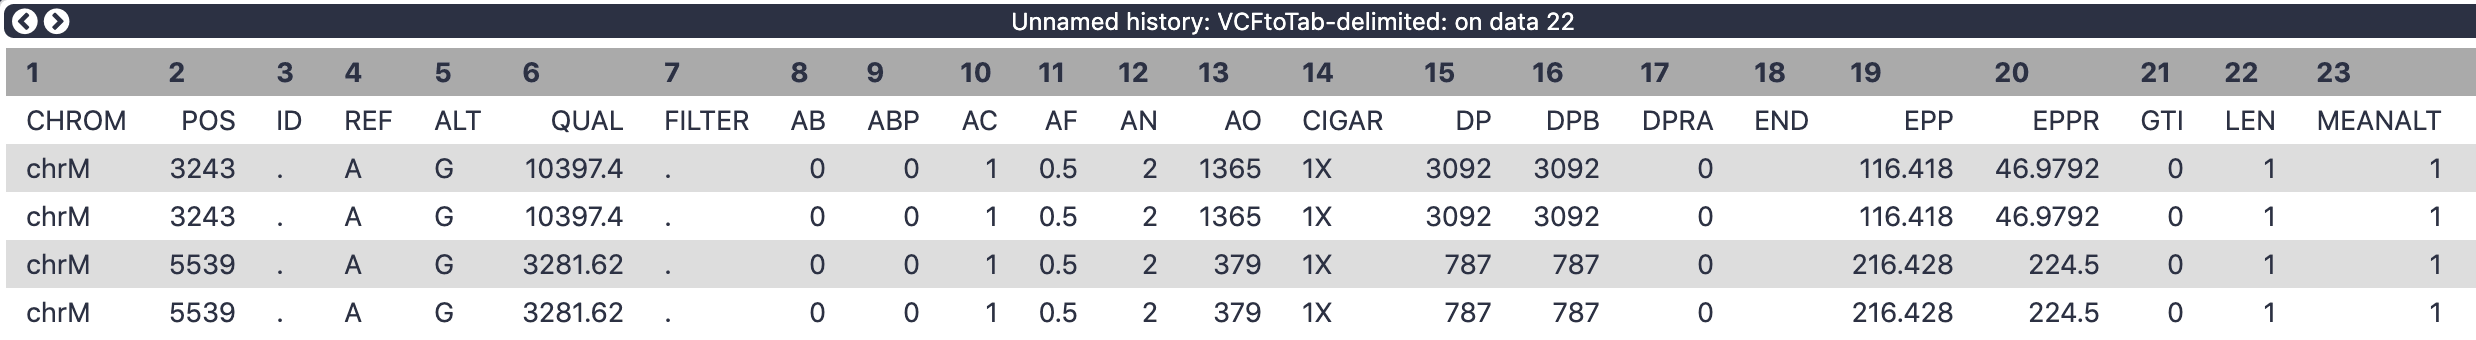 Unnamed history: VCFtoTab-delimited: on data 22
1 2 3 4 5 6 7 8 9 10 11 12 13 14 15 16 17 18 19 20 21 22 23
CHROM POS ID REF ALT QUAL FILTER AB ABP AC AF AN AO CIGAR DP DPB DPRA END EPP EPPR GTI LEN MEANALT
chrM 3243 . A G 10397.4 . 0 0 1 0.5 2 1365 1X 3092 3092 0 116.418 46.9792 0 1 1
chrM 3243 . A G 10397.4 . 0 0 1 0.5 2 1365 1X 3092 3092 0 116.418 46.9792 0 1 1
chrM 5539 . A G 3281.62 . 0 0 1 0.5 2 379 1X 787 787 0 216.428 224.5 0 1 1
chrM 5539 . A G 3281.62 . 0 0 1 0.5 2 379 1X 787 787 0 216.428 224.5 0 1 1